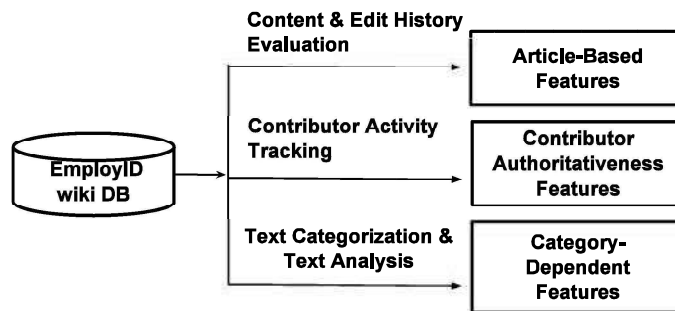 Content & Edit History
Evaluation
Article-Based
Features
Contributor Activity
Tracking
Contributor
Authoritativeness
Features
EmployID
wiki DB
Text Categorization &
Text Analysis
Category-
Dependent
Features